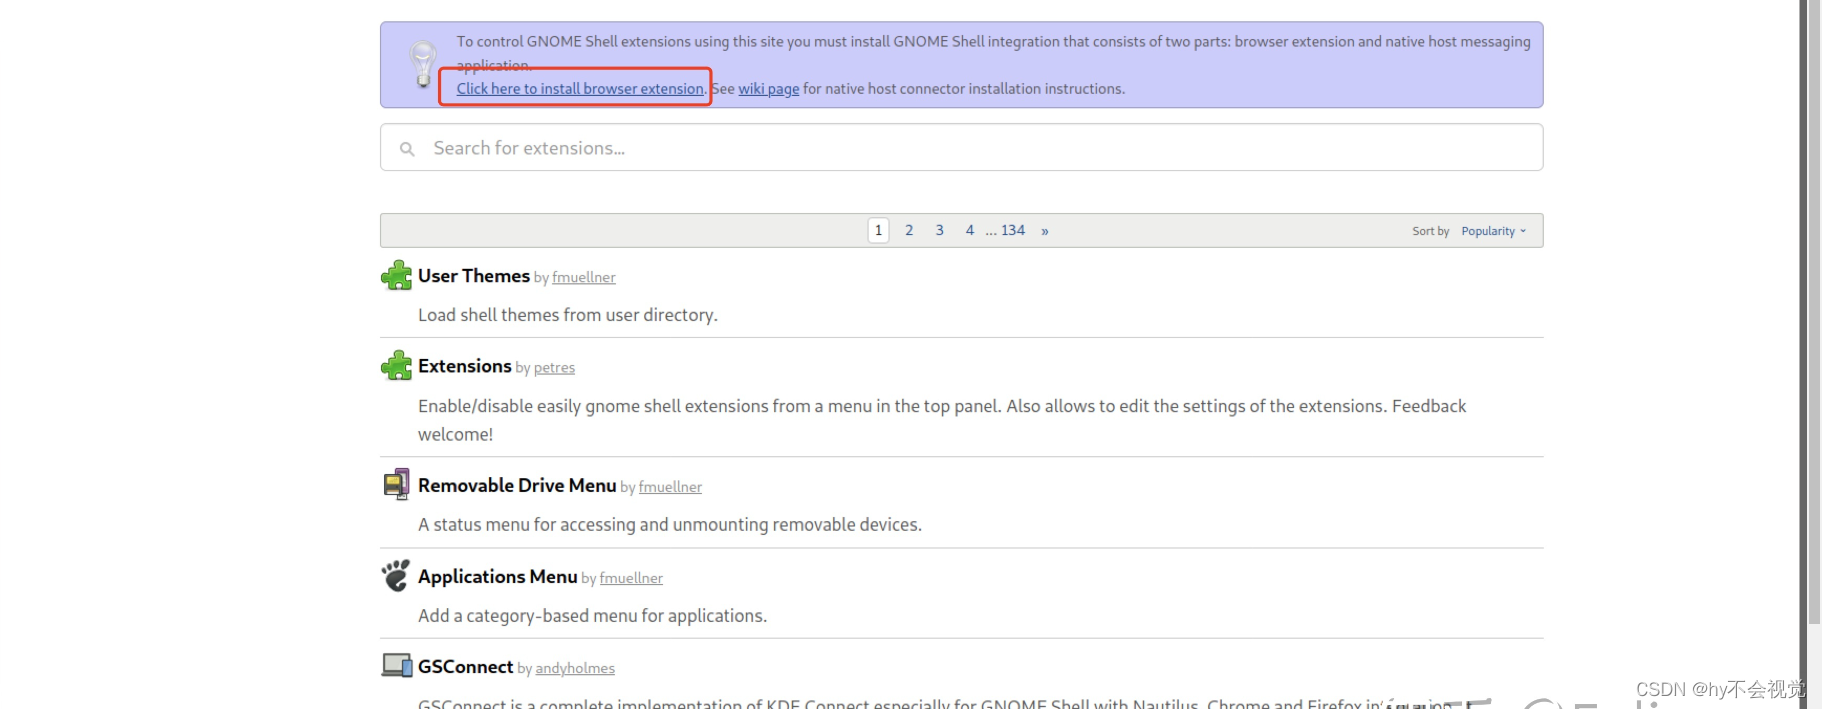 To control GNOME Shell extensions using this site you must install GNOME Shell integration that consists of two parts: browser extension and native host messaging
application.
Click here to install browser extension. See wiki page for native host connector installation instructions.
Search for extensions...
1 2 3 4 ... 134 »
Sort by Popularity
User Themes by fmuellner
Load shell themes from user directory.
Extensions by petres
Enable/disable easily gnome shell extensions from a menu in the top panel. Also allows to edit the settings of the extensions. Feedback
welcome!
Removable Drive Menu by fmuellner
A status menu for accessing and unmounting removable devices.
Applications Menu by fmuellner
Add a category-based menu for applications.
GSConnect by andyholmes
GSConnect is a complete implementation of KDE Connect especially for GNOME Shell with Nautilus, Chrome and Firefox
CSDN @hy不会视觉